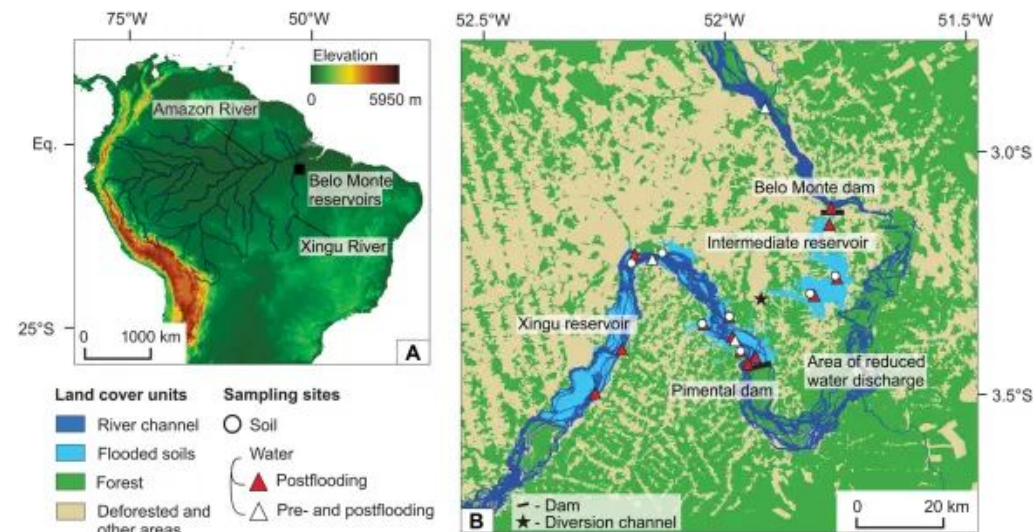 75°W
50°W
52.5°W
52°W
51.5°W
Elevation
0
5950 m
Amazon River
Eq.
Belo Monte
reservoirs
Xingu River
25°S
0
1000 km
A
3.0°S
Belo Monte dam
Intermediate reservoir
Xingu reservoir
Area of reduced
water discharge
Pimental dam
3.5°S
B
- Dam
- Diversion channel
0
20 km
Land cover units
River channel
Flooded soils
Forest
Deforested and
other areas
Sampling sites
Soil
Water
Postflooding
Pre- and postflooding